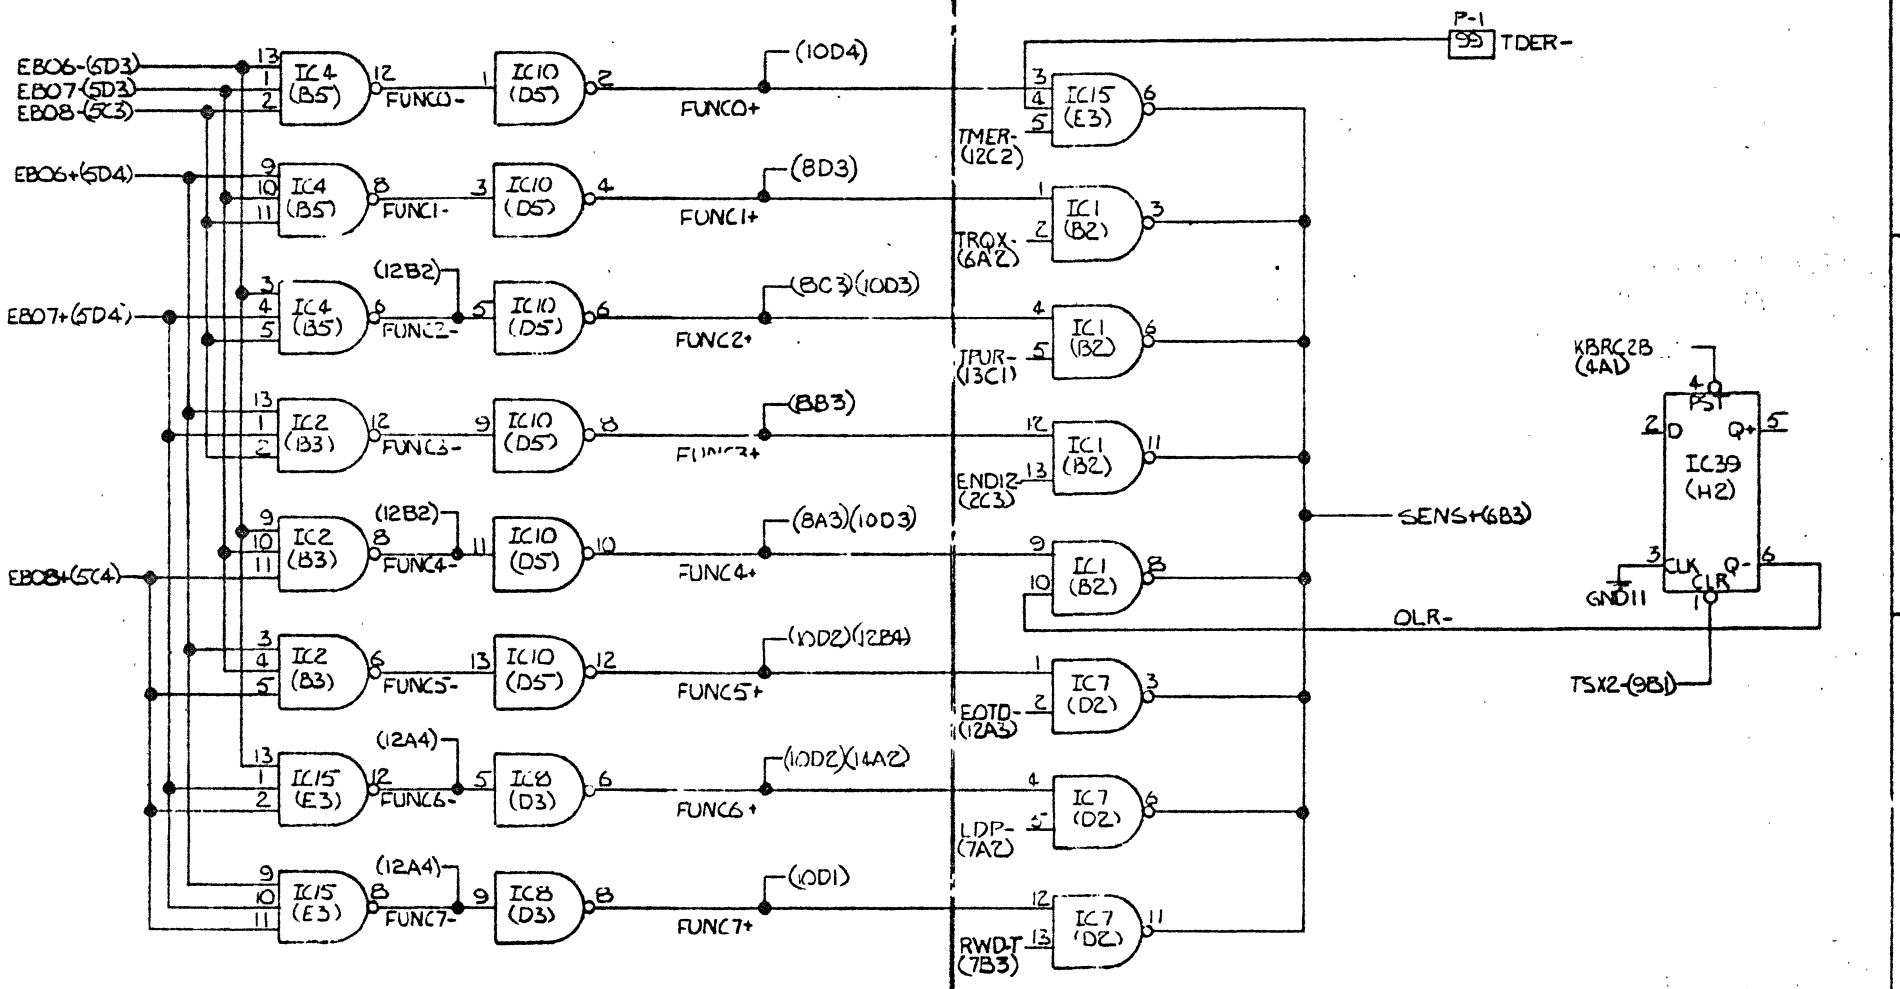 P-1
99 TDER-
EBO6-(5D3) 13 IC4 (B5) 12 FUNC0- 1 IC10 (D5) 2 (10D4) FUNC0+
EBO7-(5D3) 1
EBO8-(5C3) 2
3 4 5 IC15 (E3) 6
TMER- (12C2)
EBO6+(5D4) 9 10 11 IC4 (B5) 8 FUNC1- 3 IC10 (D5) 4 (8D3) FUNC1+
1 2 IC1 (B2) 3
TRQX- (6A2)
EBO7+(5D4) 3 4 5 IC4 (B5) 6 (12B2) FUNC2- 5 IC10 (D5) 6 (8C3)(10D3) FUNC2+
4 5 IC1 (B2) 6
TPUR- (13C1)
13 1 2 IC2 (B3) 12 FUNC3- 9 IC10 (D5) 8 (8B3) FUNC3+
12 13 IC1 (B2) 11
END12- (2C3)
EBO8+(5C4) 9 10 11 IC2 (B3) 8 (12B2) FUNC4- 11 IC10 (D5) 10 (8A3)(10D3) FUNC4+
9 10 IC1 (B2) 8
SENS+(6B3)
OLR-
3 4 5 IC2 (B3) 6 FUNC5- 13 IC10 (D5) 12 (10D2)(12B4) FUNC5+
1 2 IC7 (D2) 3
EOTD- (12A3)
13 1 2 IC15 (E3) 12 (12A4) FUNC6- 5 IC8 (D3) 6 (10D2)(14A2) FUNC6+
4 5 IC7 (D2) 6
LDP- (7A2)
9 10 11 IC15 (E3) 8 (12A4) FUNC7- 9 IC8 (D3) 8 (10D1) FUNC7+
12 13 IC7 (D2) 11
RWD-T (7B3)
KBRC2B
(4A1)
4
PST
2 D Q+ 5
IC39
(H2)
3 CLK Q- 6
CLR
GND11 1
TSX2-(9B1)